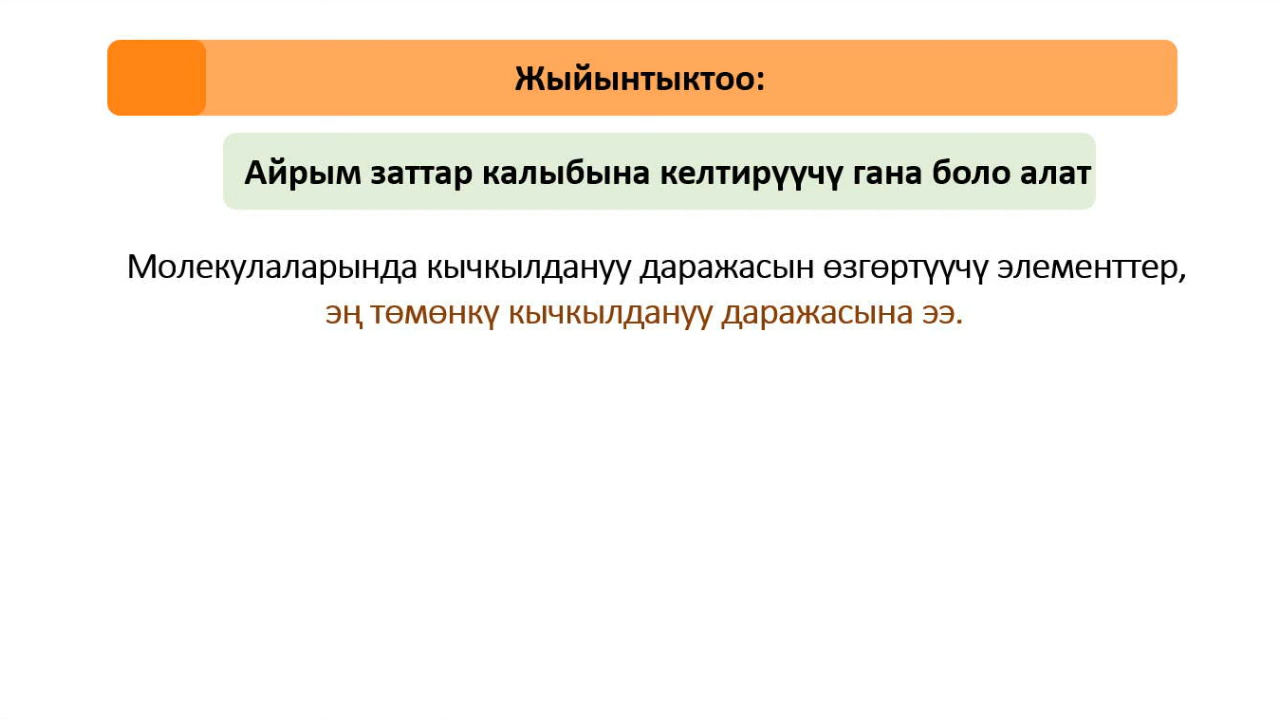 Жыйынтыктоо:
Айрым заттар калыбына келтирүүчү гана боло алат
Молекулаларында кычкылдануу даражасын өзгөртүүчү элементтер,
эң төмөнкү кычкылдануу даражасына ээ.